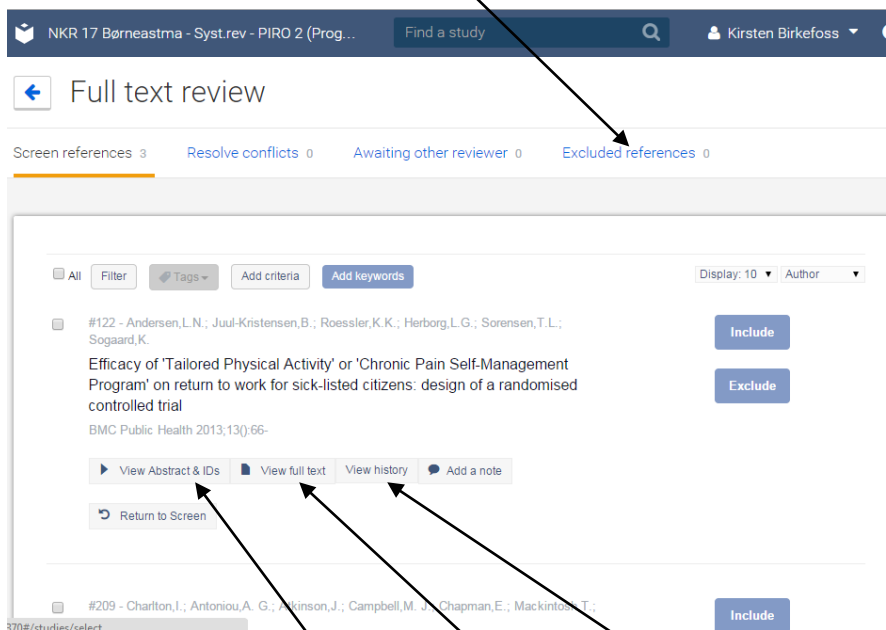 NKR 17 Børneastma - Syst.rev - PIRO 2 (Prog... Find a study Kirsten Birkefoss
Full text review
Screen references 3 Resolve conflicts 0 Awaiting other reviewer 0 Excluded references 0
All Filter Tags Add criteria Add keywords Display: 10 Author
#122 - Andersen,L.N.; Juul-Kristensen,B.; Roessler,K.K.; Herborg,L.G.; Sorensen,T.L.;
Sogaard,K.
Include
Efficacy of 'Tailored Physical Activity' or 'Chronic Pain Self-Management
Program' on return to work for sick-listed citizens: design of a randomised
controlled trial
Exclude
BMC Public Health 2013;13():66-
View Abstract & IDs View full text View history Add a note
Return to Screen
#209 - Charlton,I.; Antoniou,A. G.; Atkinson,J.; Campbell,M. J.; Chapman,E.; Mackintosh,T.;
Include
370#/studies/select